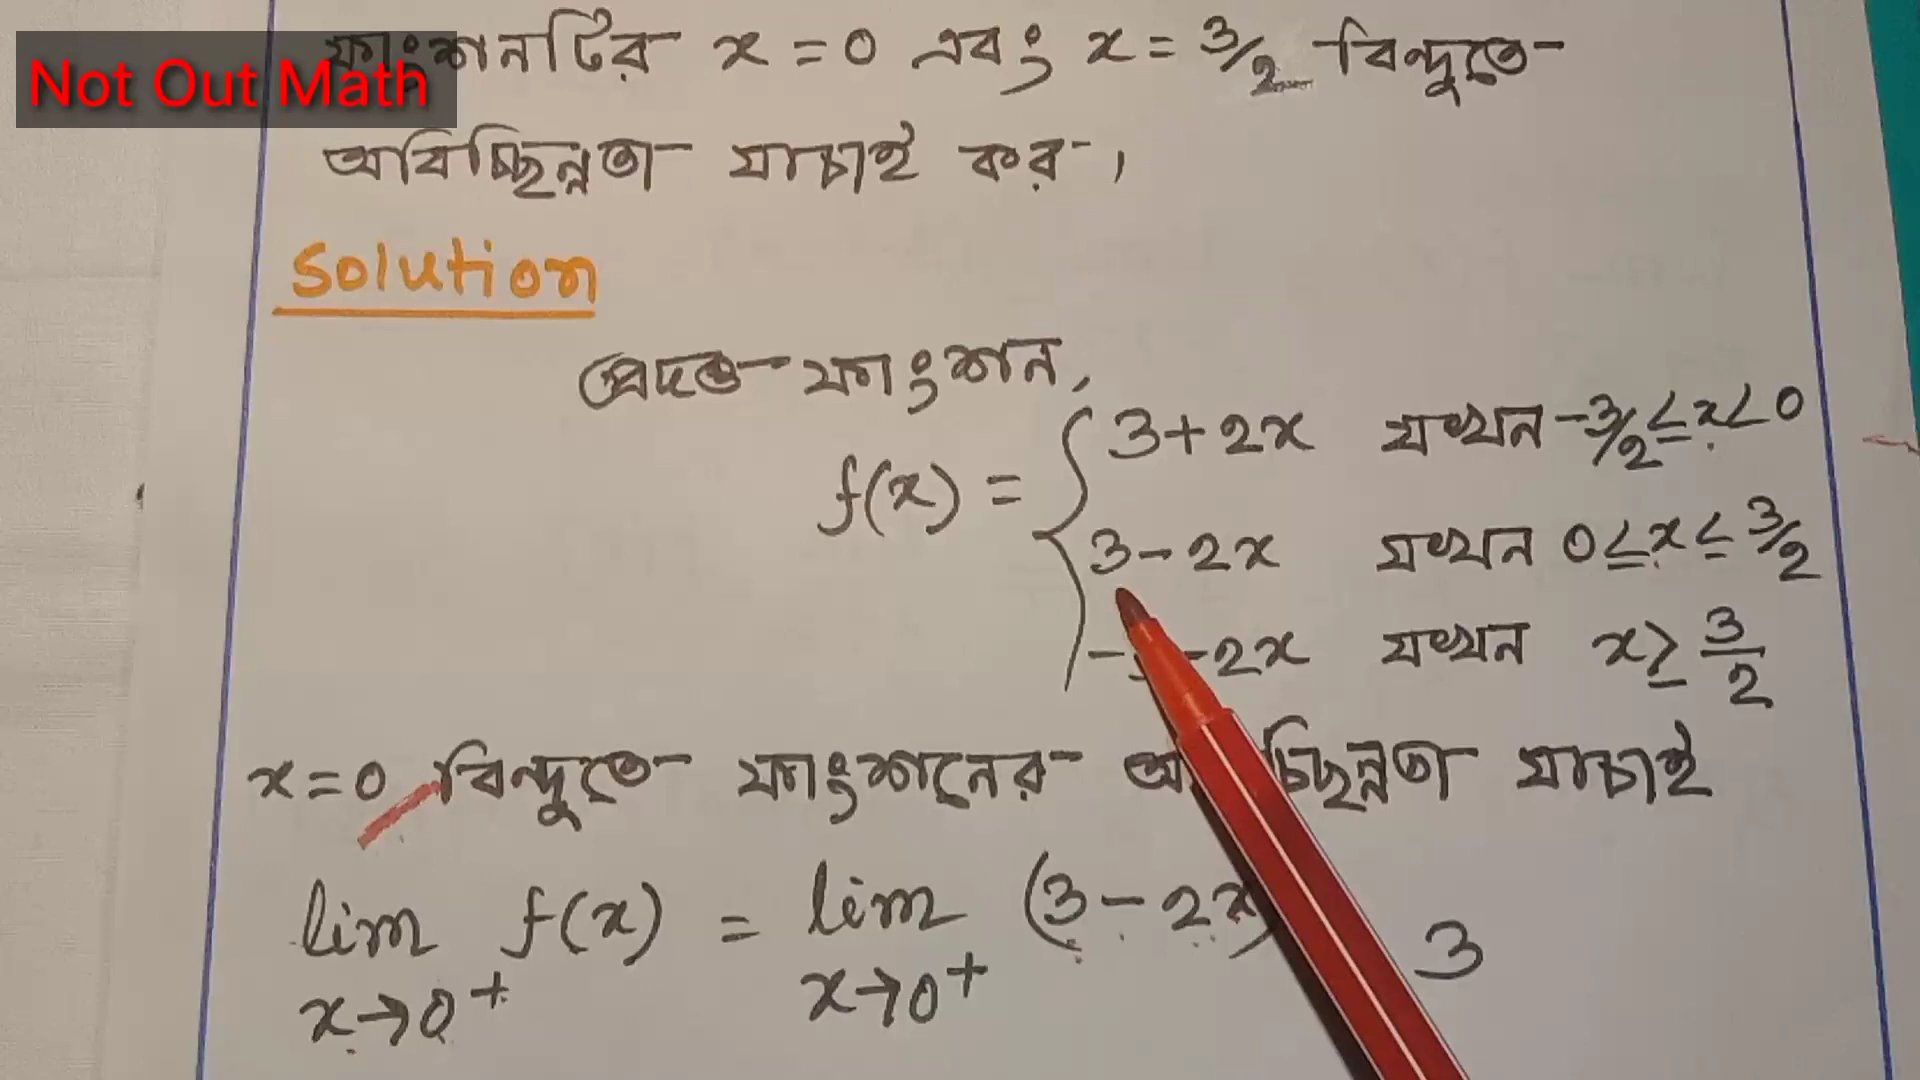 Not Out Math
ফাংশনটির x = 0 এবং x = 3/2 বিন্দুতে
অবিচ্ছিন্নতা যাচাই কর।
Solution
প্রদত্ত ফাংশন,
f(x) = { 3+2x যখন -3/2 ≤ x < 0
3-2x যখন 0 ≤ x ≤ 3/2
-2x যখন x ≥ 3/2
x=0 বিন্দুতে ফাংশনের যাচাই
lim f(x) = lim (3-2x) 3
x→0+ x→0+